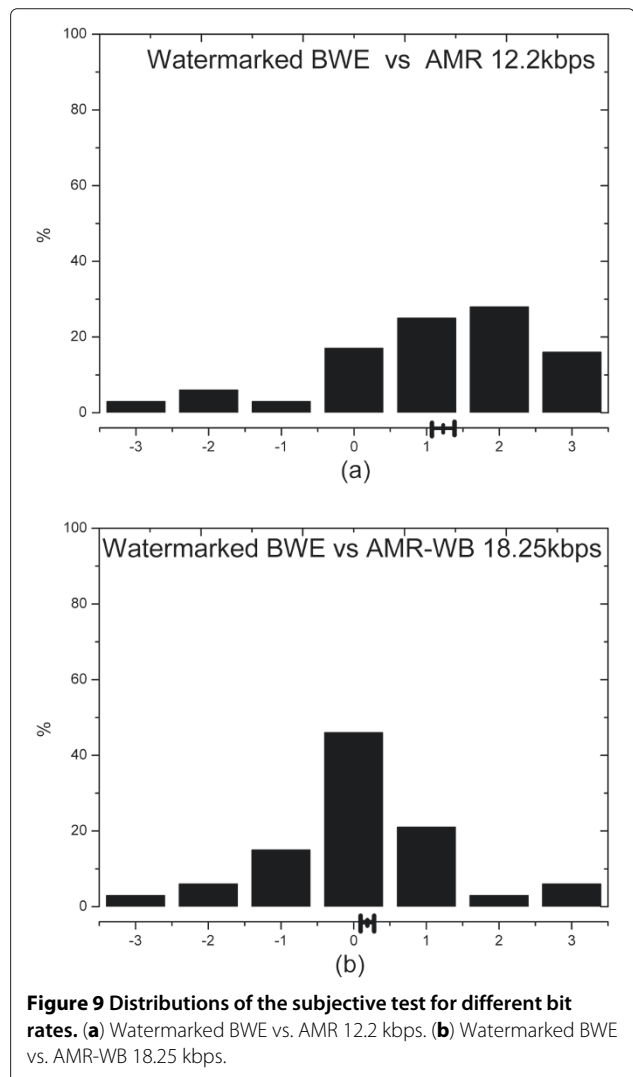 100
Watermarked BWE vs AMR 12.2kbps
80
60
%
40
20
0
-3 -2 -1 0 1 2 3
(a)
100
Watermarked BWE vs AMR-WB 18.25kbps
80
60
%
40
20
0
-3 -2 -1 0 1 2 3
(b)
Figure 9 Distributions of the subjective test for different bit
rates. (a) Watermarked BWE vs. AMR 12.2 kbps. (b) Watermarked BWE
vs. AMR-WB 18.25 kbps.